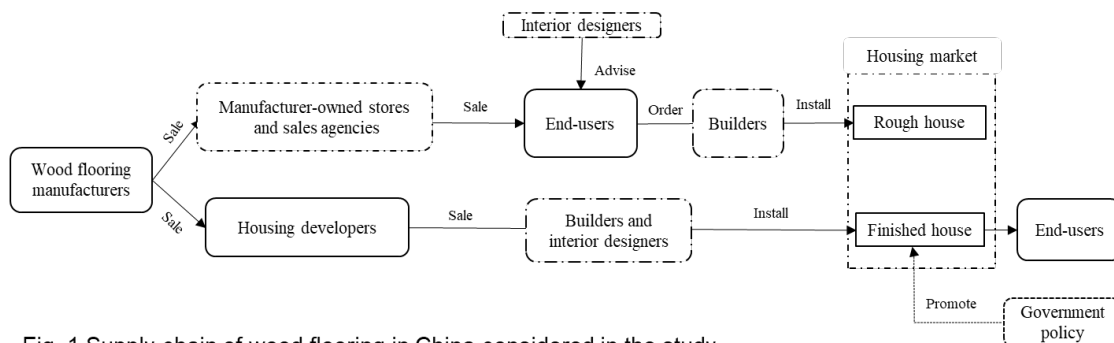 Interior designers
Housing market
Advise
Manufacturer-owned stores
and sales agencies
Sale
Sale
End-users
Order
Builders
Install
Rough house
Wood flooring
manufacturers
Sale
Housing developers
Sale
Builders and
interior designers
Install
Finished house
End-users
Promote
Government
policy
Fig. 1 Supply chain of wood flooring in China considered in the study